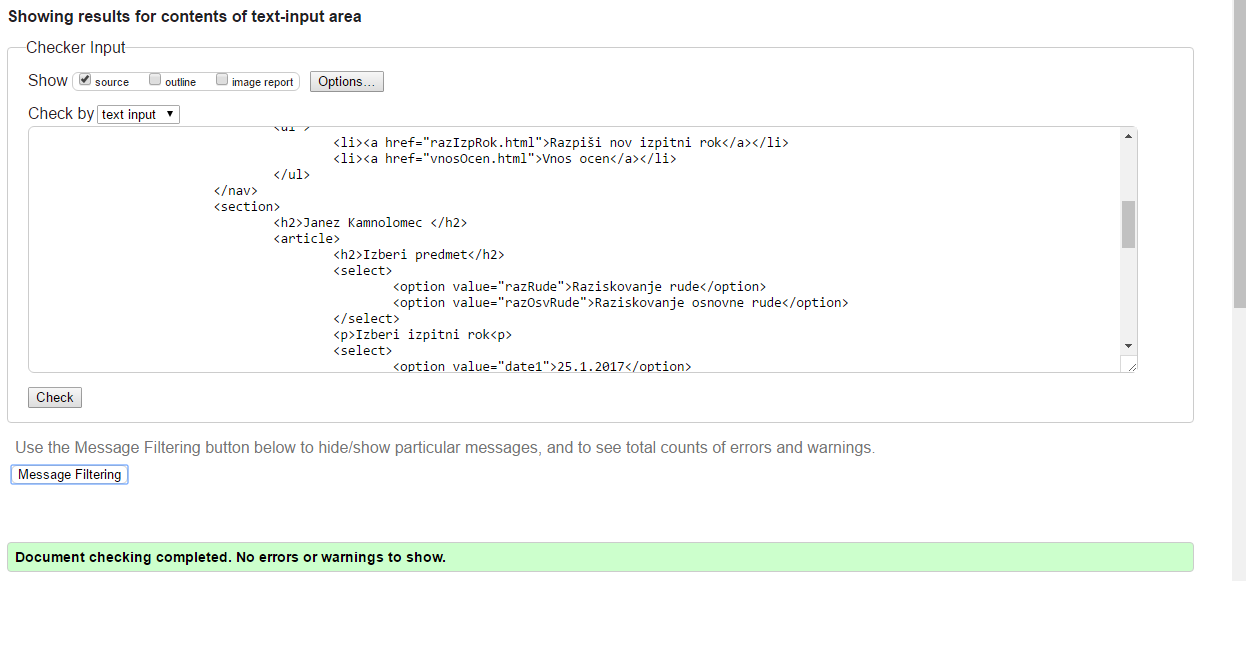 Showing results for contents of text-input area
Checker Input
Show source outline image report Options...
Check by text input
<ul >
<li><a href="razIzpRok.html">Razpiši nov izpitni rok</a></li>
<li><a href="vnosOcen.html">Vnos ocen</a></li>
</ul>
</nav>
<section>
<h2>Janez Kamnolomec </h2>
<article>
<h2>Izberi predmet</h2>
<select>
<option value="razRude">Raziskovanje rude</option>
<option value="razOsvRude">Raziskovanje osnovne rude</option>
</select>
<p>Izberi izpitni rok<p>
<select>
<option value="date1">25.1.2017</option>
Check
Use the Message Filtering button below to hide/show particular messages, and to see total counts of errors and warnings.
Message Filtering
Document checking completed. No errors or warnings to show.